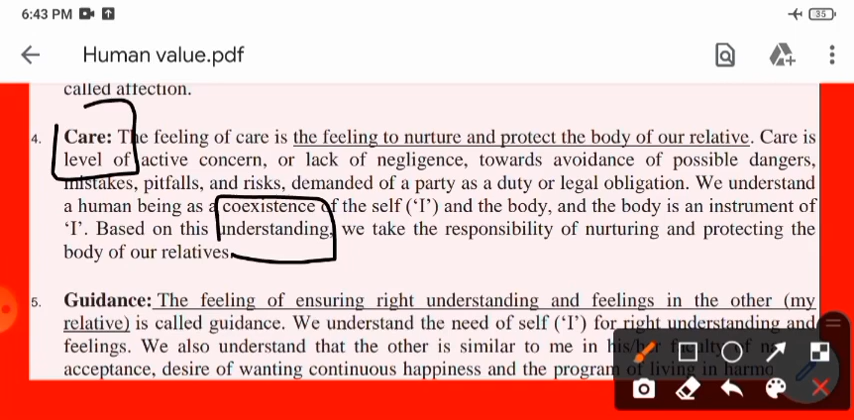 6:43 PM
35
Human value.pdf
called affection.
4. Care: The feeling of care is the feeling to nurture and protect the body of our relative. Care is
level of active concern, or lack of negligence, towards avoidance of possible dangers,
mistakes, pitfalls, and risks, demanded of a party as a duty or legal obligation. We understand
a human being as a coexistence of the self (‘I’) and the body, and the body is an instrument of
‘I’. Based on this understanding, we take the responsibility of nurturing and protecting the
body of our relatives.
5. Guidance: The feeling of ensuring right understanding and feelings in the other (my
relative) is called guidance. We understand the need of self (‘I’) for right understanding and
feelings. We also understand that the other is similar to me in his/her faculty of
acceptance, desire of wanting continuous happiness and the program of living in